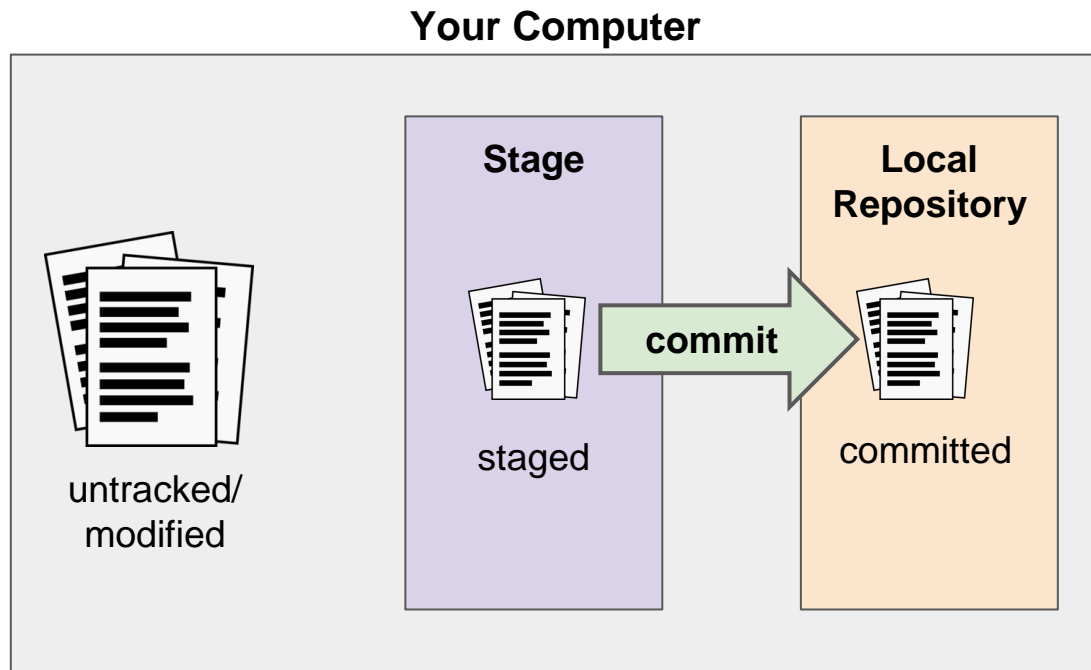 Your Computer
Stage
Local
Repository
commit
staged
committed
untracked/
modified